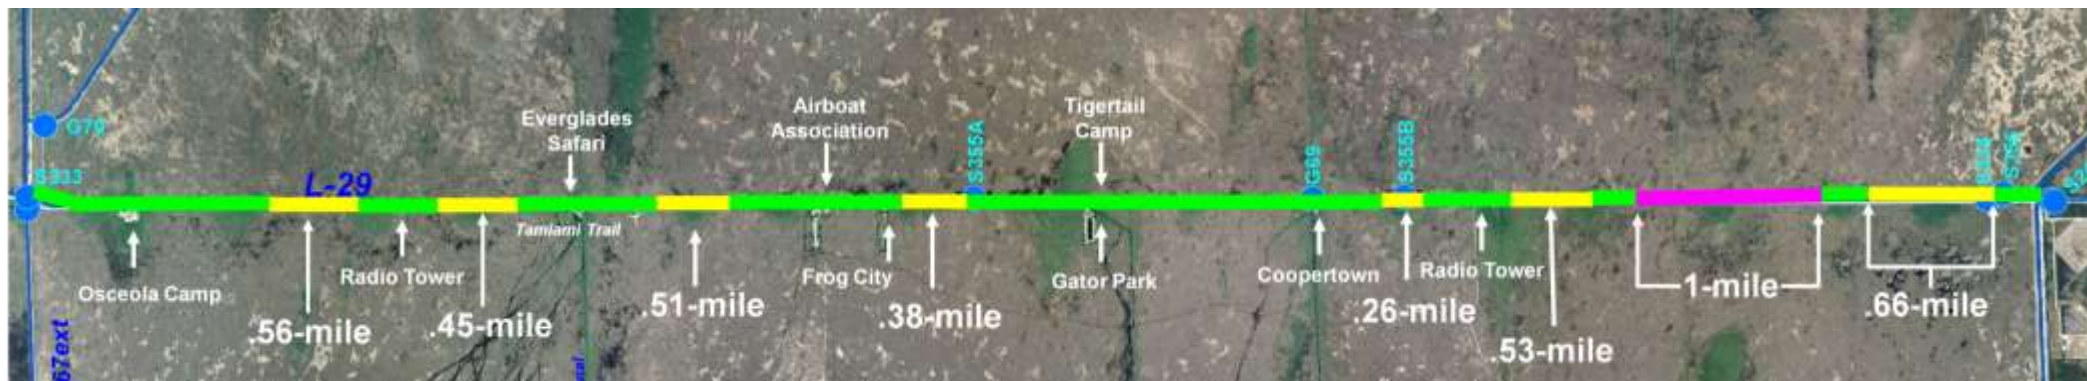 Everglades
Safari
Airboat
Association
Tigertail
Camp
G70
S333
L-29
S355A
G69
S355B
Tamiami Trail
Osceola Camp
Radio Tower
Frog City
Gator Park
Coopertown
Radio Tower
.56-mile
.45-mile
.51-mile
.38-mile
.26-mile
.53-mile
1-mile
.66-mile
67ext